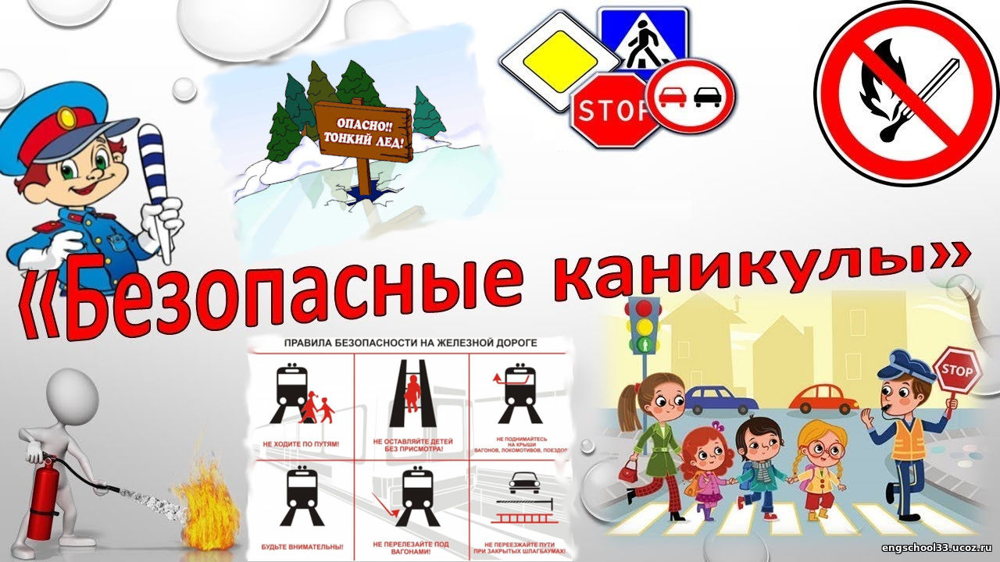 ОПАСНО!!
ТОНКИЙ ЛЕД!
STOP
«Безопасные каникулы»
ПРАВИЛА БЕЗОПАСНОСТИ НА ЖЕЛЕЗНОЙ ДОРОГЕ
НЕ ХОДИТЕ ПО ПУТЯМ!
НЕ ОСТАВЛЯЙТЕ ДЕТЕЙ
БЕЗ ПРИСМОТРА!
НЕ ПОДНИМАЙТЕСЬ
НА КРЫШИ
ВАГОНОВ, ЛОКОМОТИВОВ, ПОЕЗДОВ
БУДЬТЕ ВНИМАТЕЛЬНЫ!
НЕ ПЕРЕЛЕЗАЙТЕ ПОД
ВАГОНАМИ!
НЕ ПЕРЕЕЗЖАЙТЕ ПУТИ
ПРИ ЗАКРЫТЫХ ШЛАГБАУМАХ!
STOP
engschool33.ucoz.ru